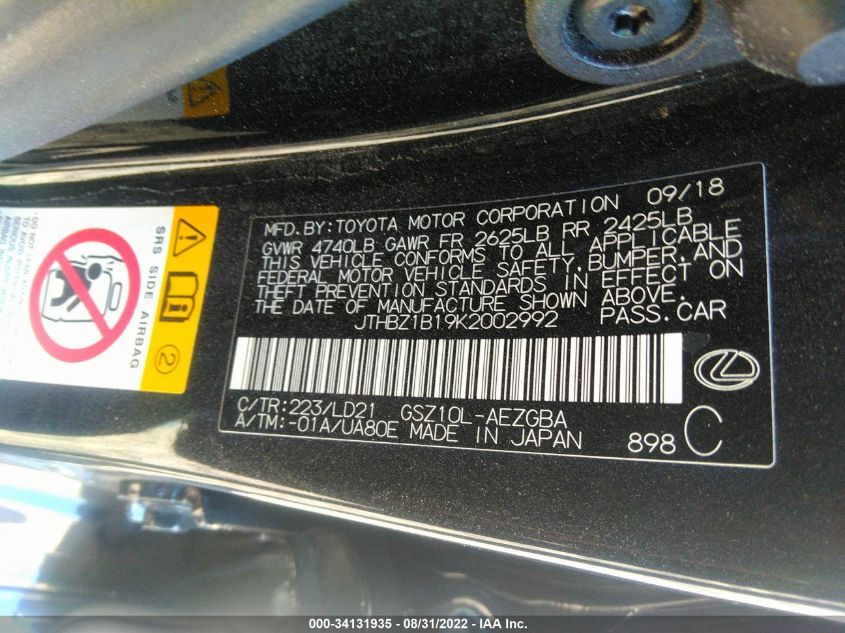 MFD. BY: TOYOTA MOTOR CORPORATION 09/18
GVWR 4740LB GAWR FR 2625LB RR 2425LB
THIS VEHICLE CONFORMS TO ALL APPLICABLE
FEDERAL MOTOR VEHICLE SAFETY, BUMPER, AND
THEFT PREVENTION STANDARDS IN EFFECT ON
THE DATE OF MANUFACTURE SHOWN ABOVE.
JTHBZ1B19K2002992 PASS. CAR
C/TR: 223/LD21 GSZ10L-AEZGBA
A/TM: -01A/UA80E MADE IN JAPAN 898 C
SRS SIDE AIRBAG
2
000-34131935 - 08/31/2022 - IAA Inc.